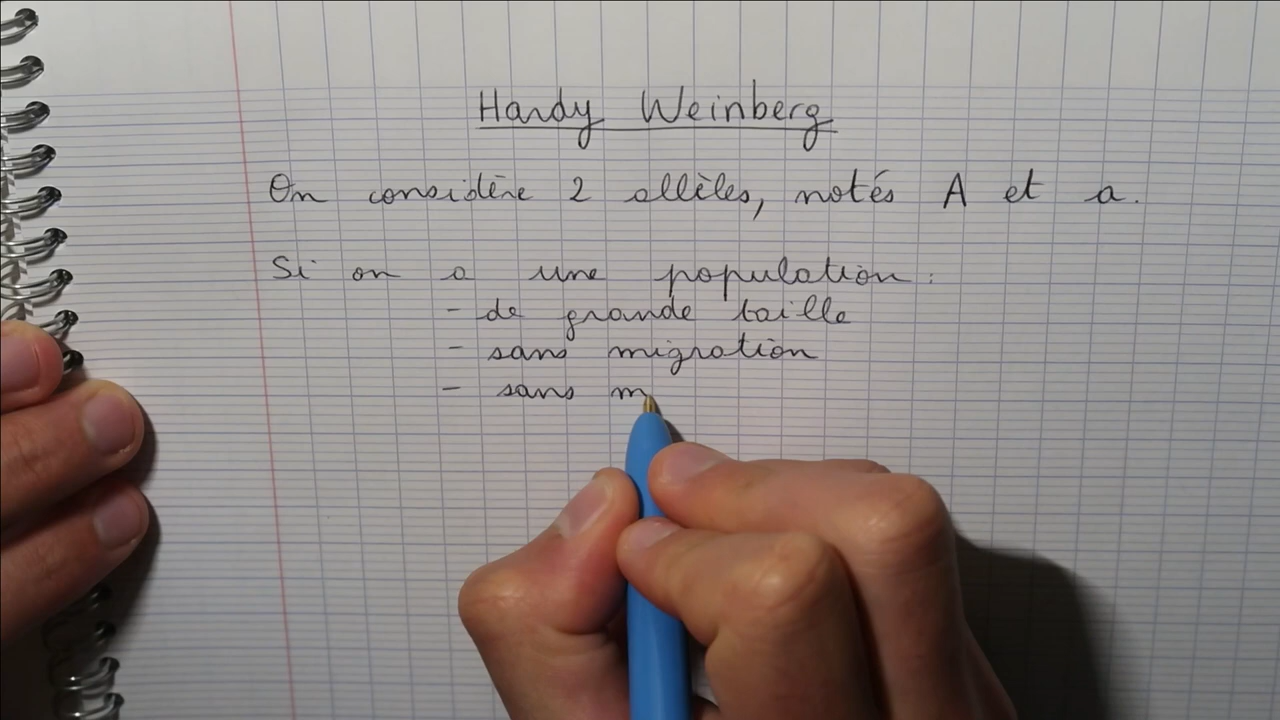 Hardy Weinberg
On considère 2 allèles, notés A et a.
Si on a une population :
- de grande taille
- sans migration
- sans m